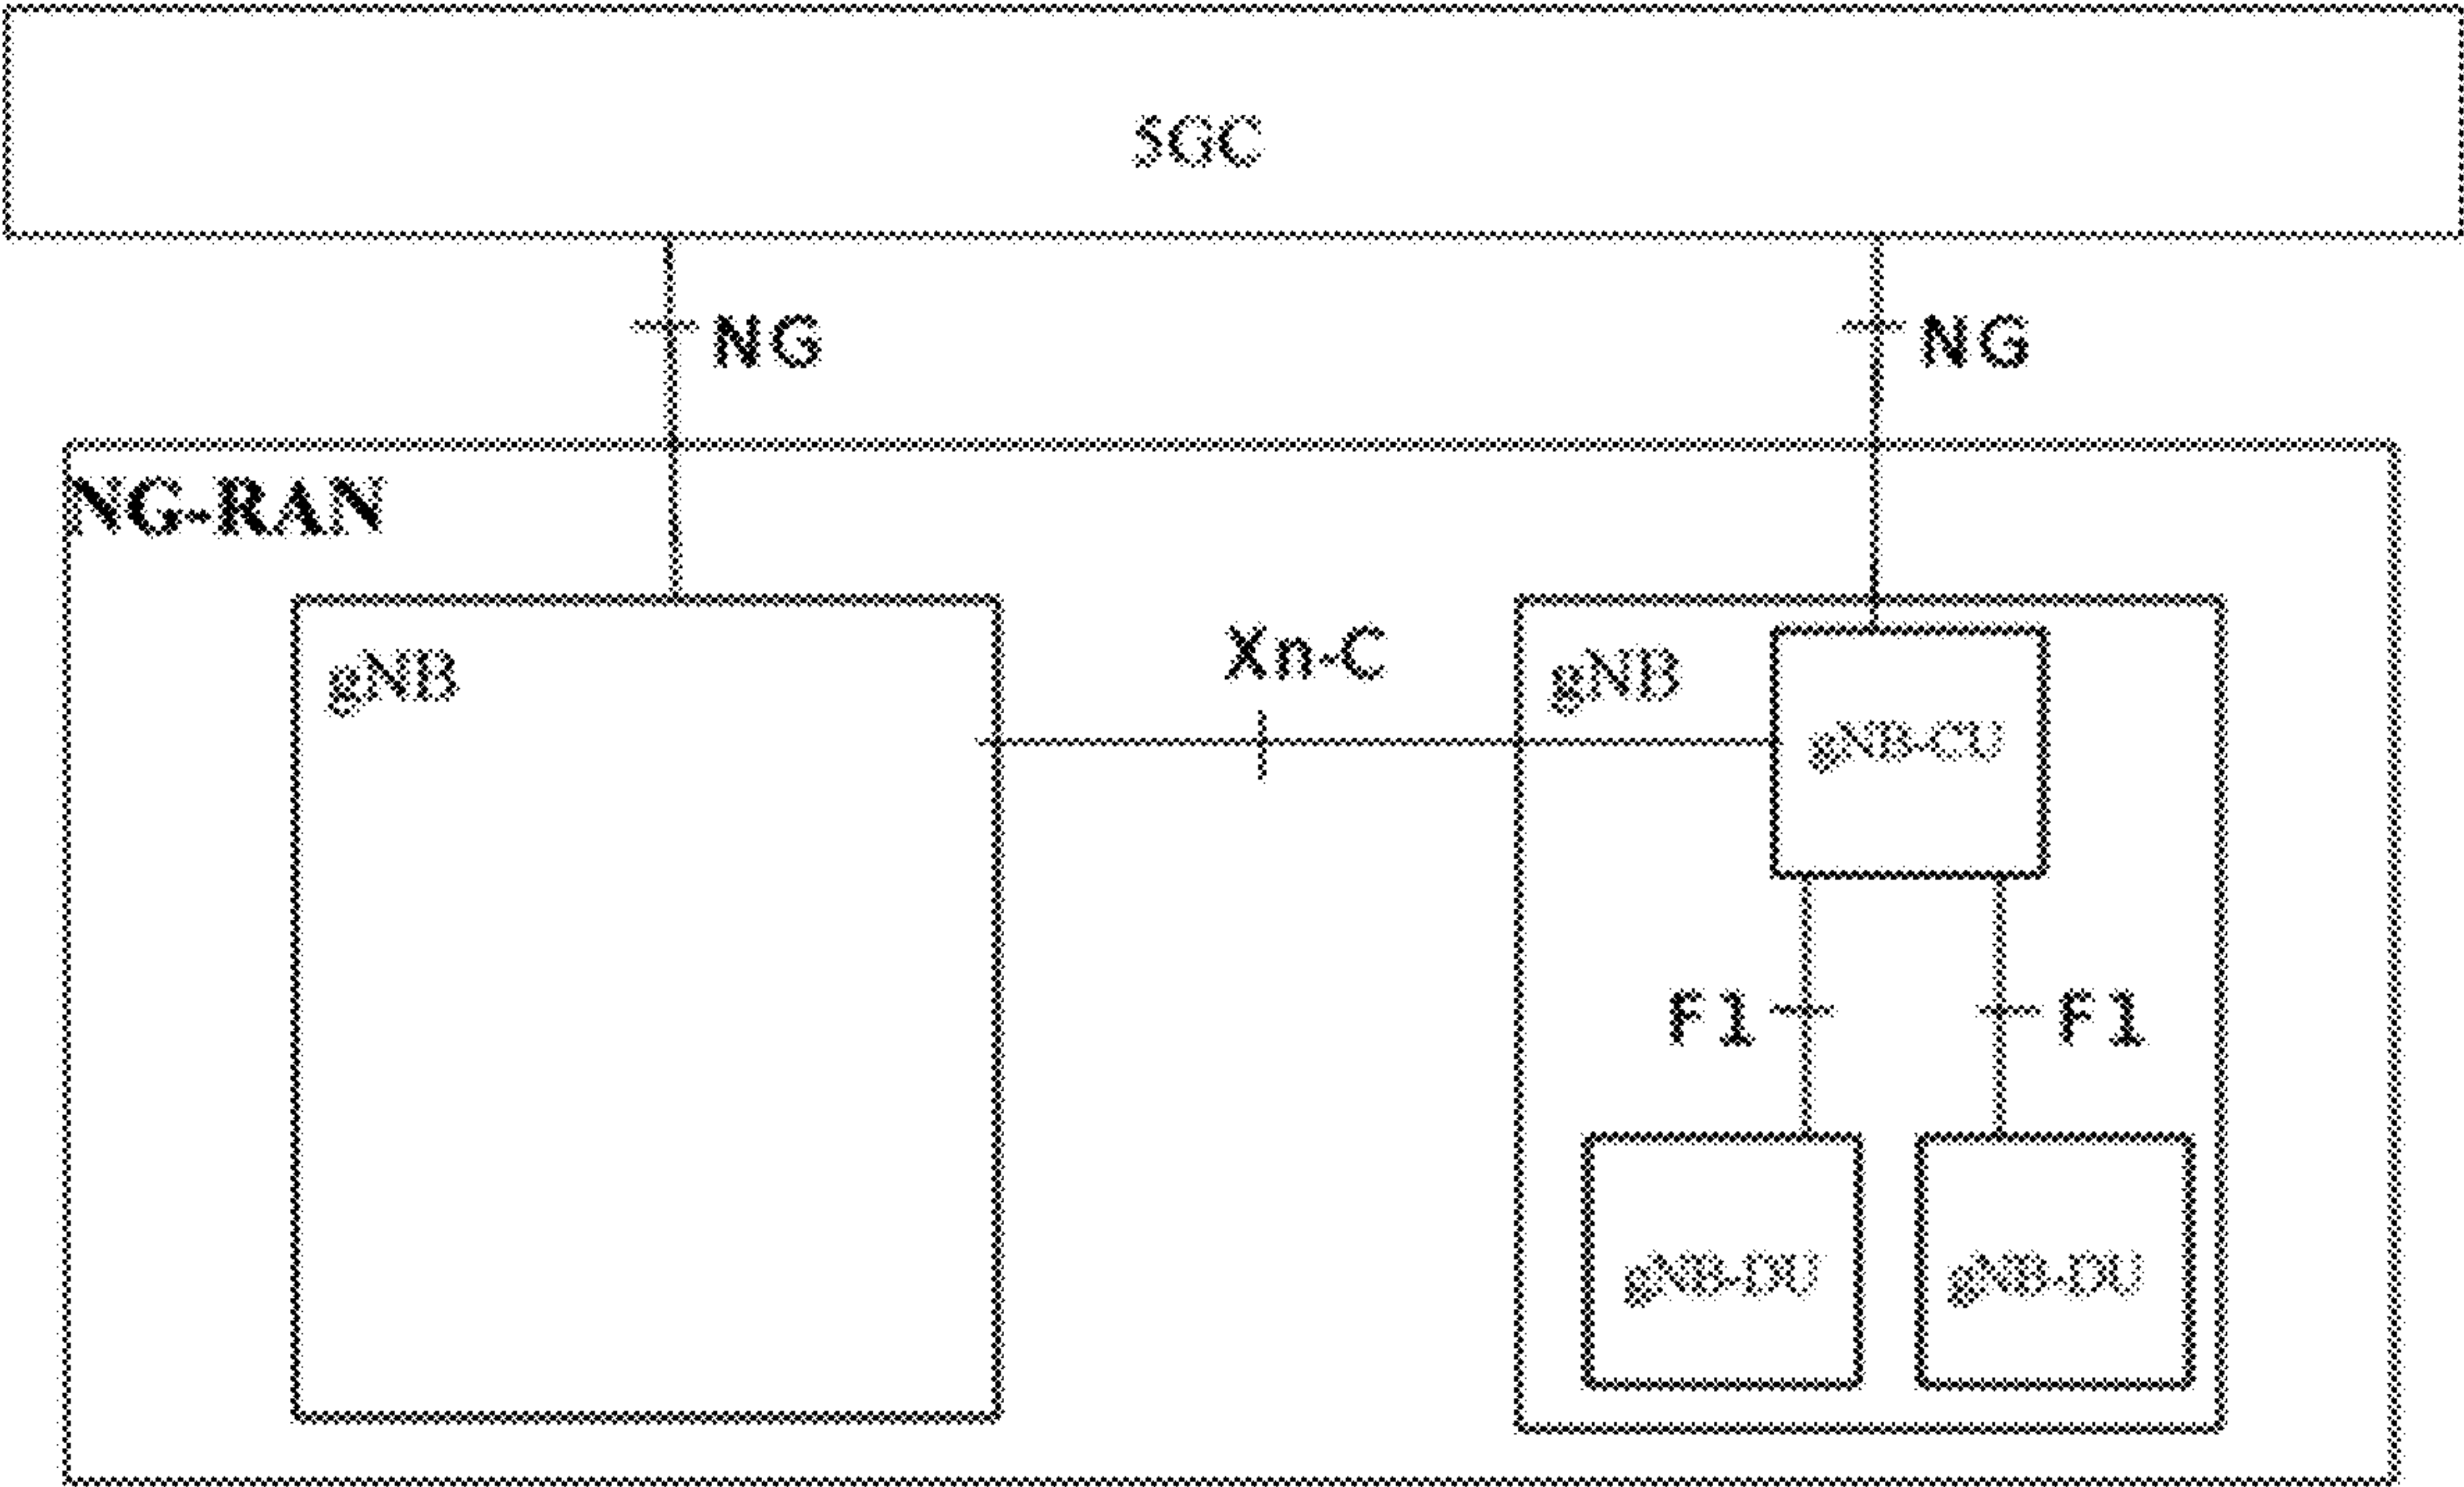 5GC
NG
NG
NG-RAN
gNB
Xn-C
gNB
gNB-CU
F1
F1
gNB-DU
gNB-DU